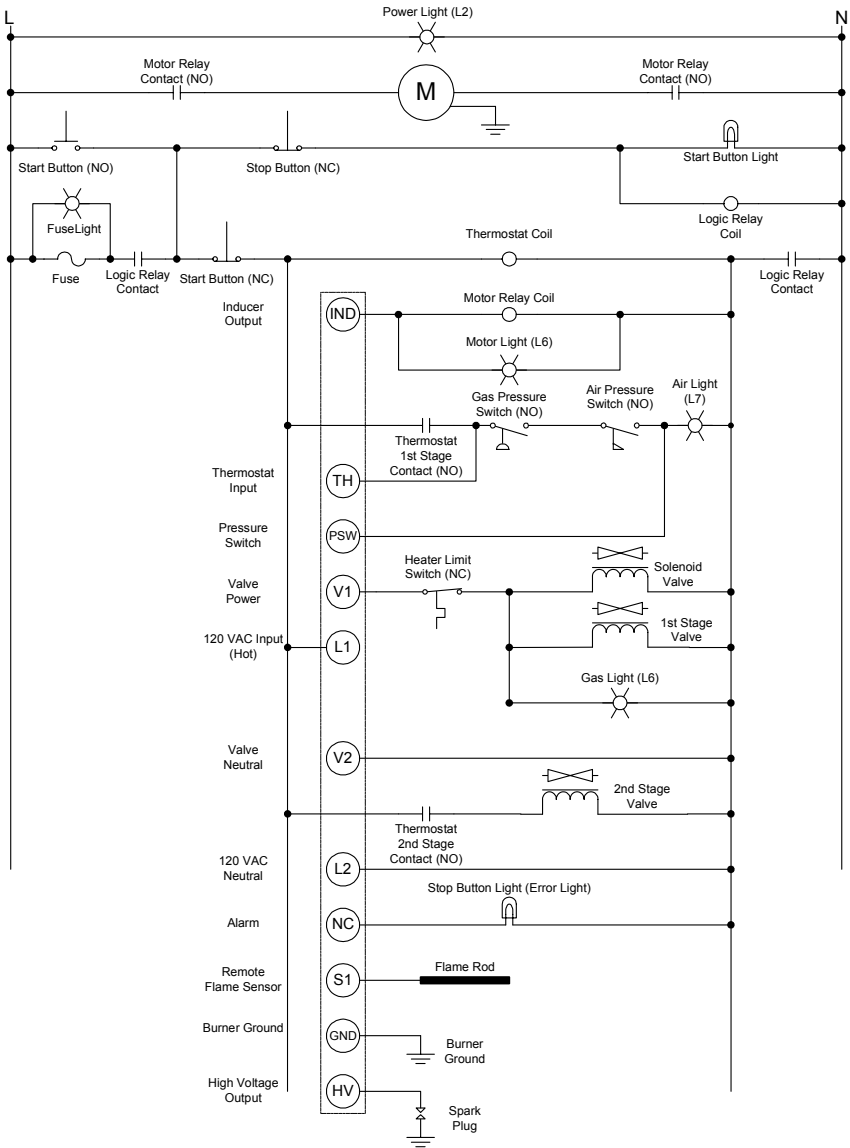 Power Light (L2)
L
N
Motor Relay
Contact (NO)
Motor Relay
Contact (NO)
M
Start Button (NO)
Stop Button (NC)
Start Button Light
FuseLight
Logic Relay
Coil
Thermostat Coil
Fuse
Logic Relay
Contact
Start Button (NC)
Logic Relay
Contact
Inducer
Output
IND
Motor Relay Coil
Motor Light (L6)
Gas Pressure
Switch (NO)
Air Pressure
Switch (NO)
Air Light
(L7)
Thermostat
1st Stage
Contact (NO)
Thermostat
Input
TH
Pressure
Switch
PSW
Heater Limit
Switch (NC)
Solenoid
Valve
Valve
Power
V1
1st Stage
Valve
120 VAC Input
(Hot)
L1
Gas Light (L6)
Valve
Neutral
V2
2nd Stage
Valve
Thermostat
2nd Stage
Contact (NO)
120 VAC
Neutral
L2
Stop Button Light (Error Light)
Alarm
NC
Remote
Flame Sensor
S1
Flame Rod
Burner Ground
GND
Burner
Ground
High Voltage
Output
HV
Spark
Plug